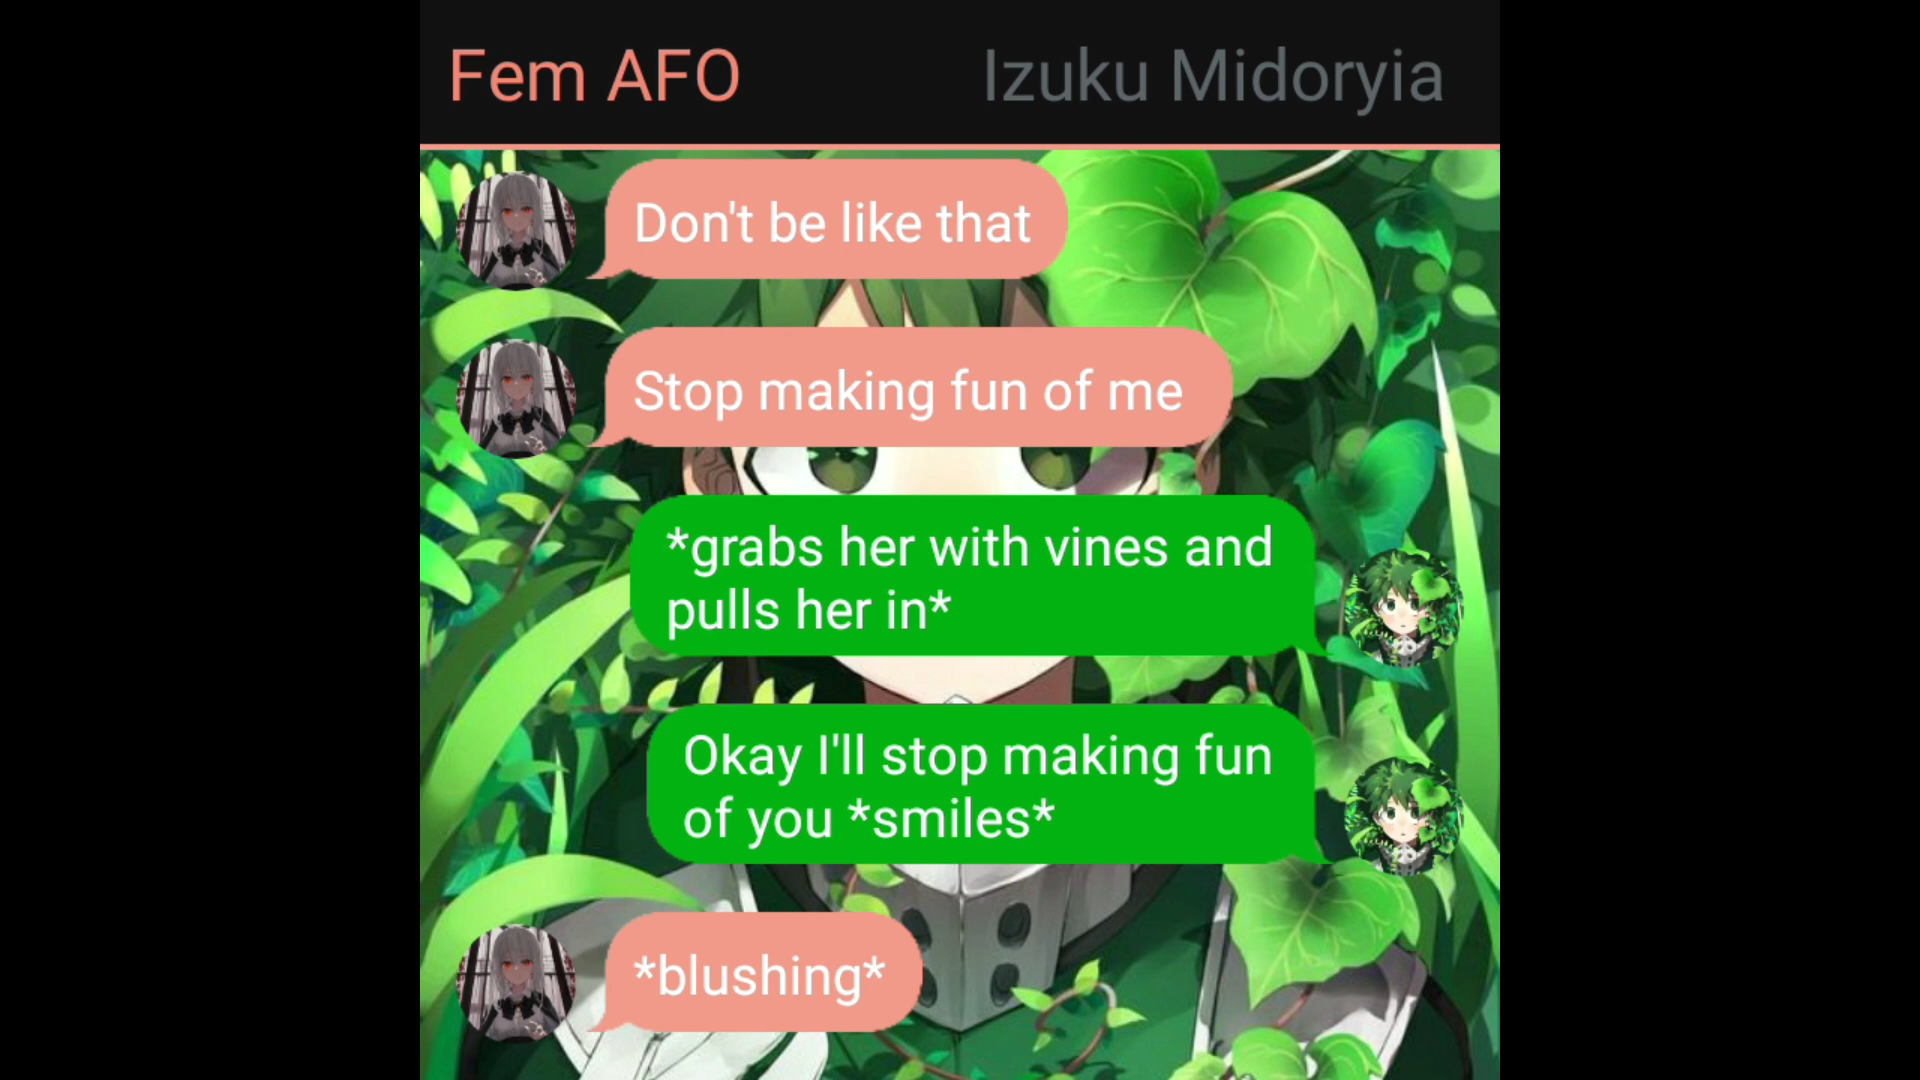 Fem AFO
Izuku Midoryia
Don't be like that
Stop making fun of me
*grabs her with vines and
pulls her in*
Okay I'll stop making fun
of you *smiles*
*blushing*